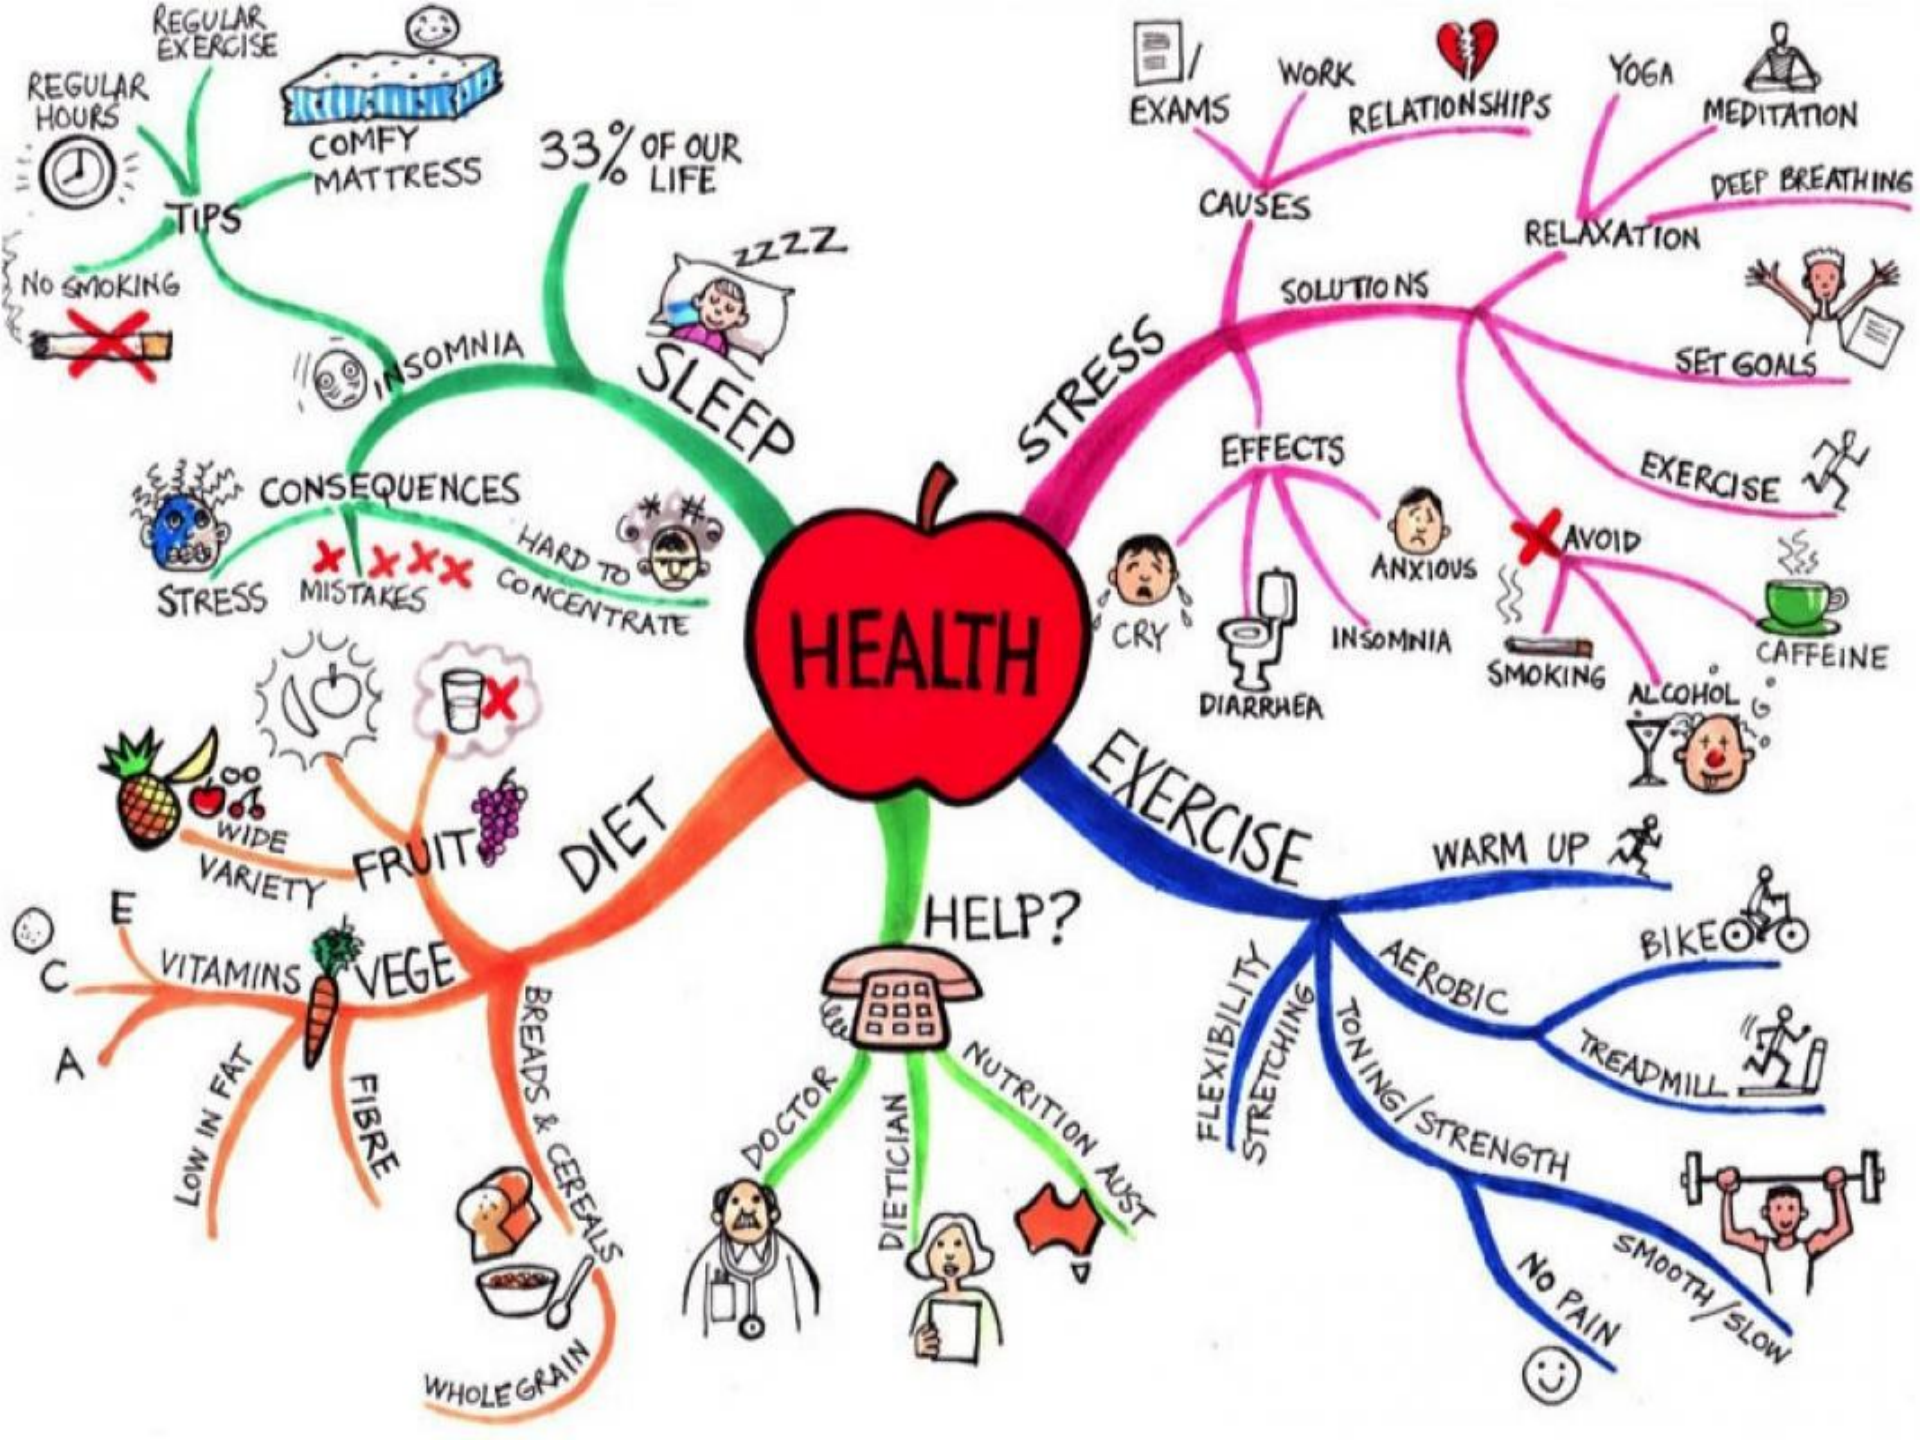 HEALTH
SLEEP
33% OF OUR
LIFE
ZZZZ
INSOMNIA
TIPS
REGULAR
EXERCISE
REGULAR
HOURS
COMFY
MATTRESS
NO SMOKING
CONSEQUENCES
STRESS
MISTAKES
HARD TO
CONCENTRATE
STRESS
CAUSES
EXAMS
WORK
RELATIONSHIPS
SOLUTIONS
RELAXATION
YOGA
MEDITATION
DEEP BREATHING
SET GOALS
EXERCISE
AVOID
SMOKING
ALCOHOL
CAFFEINE
EFFECTS
CRY
DIARRHEA
INSOMNIA
ANXIOUS
EXERCISE
WARM UP
AEROBIC
BIKE
TREADMILL
TONING/STRENGTH
SMOOTH/SLOW
NO PAIN
FLEXIBILITY
STRETCHING
HELP?
DOCTOR
DIETICIAN
NUTRITION AUST
DIET
FRUIT
WIDE
VARIETY
VEGE
VITAMINS
E
C
A
LOW IN FAT
FIBRE
BREADS & CEREALS
WHOLEGRAIN